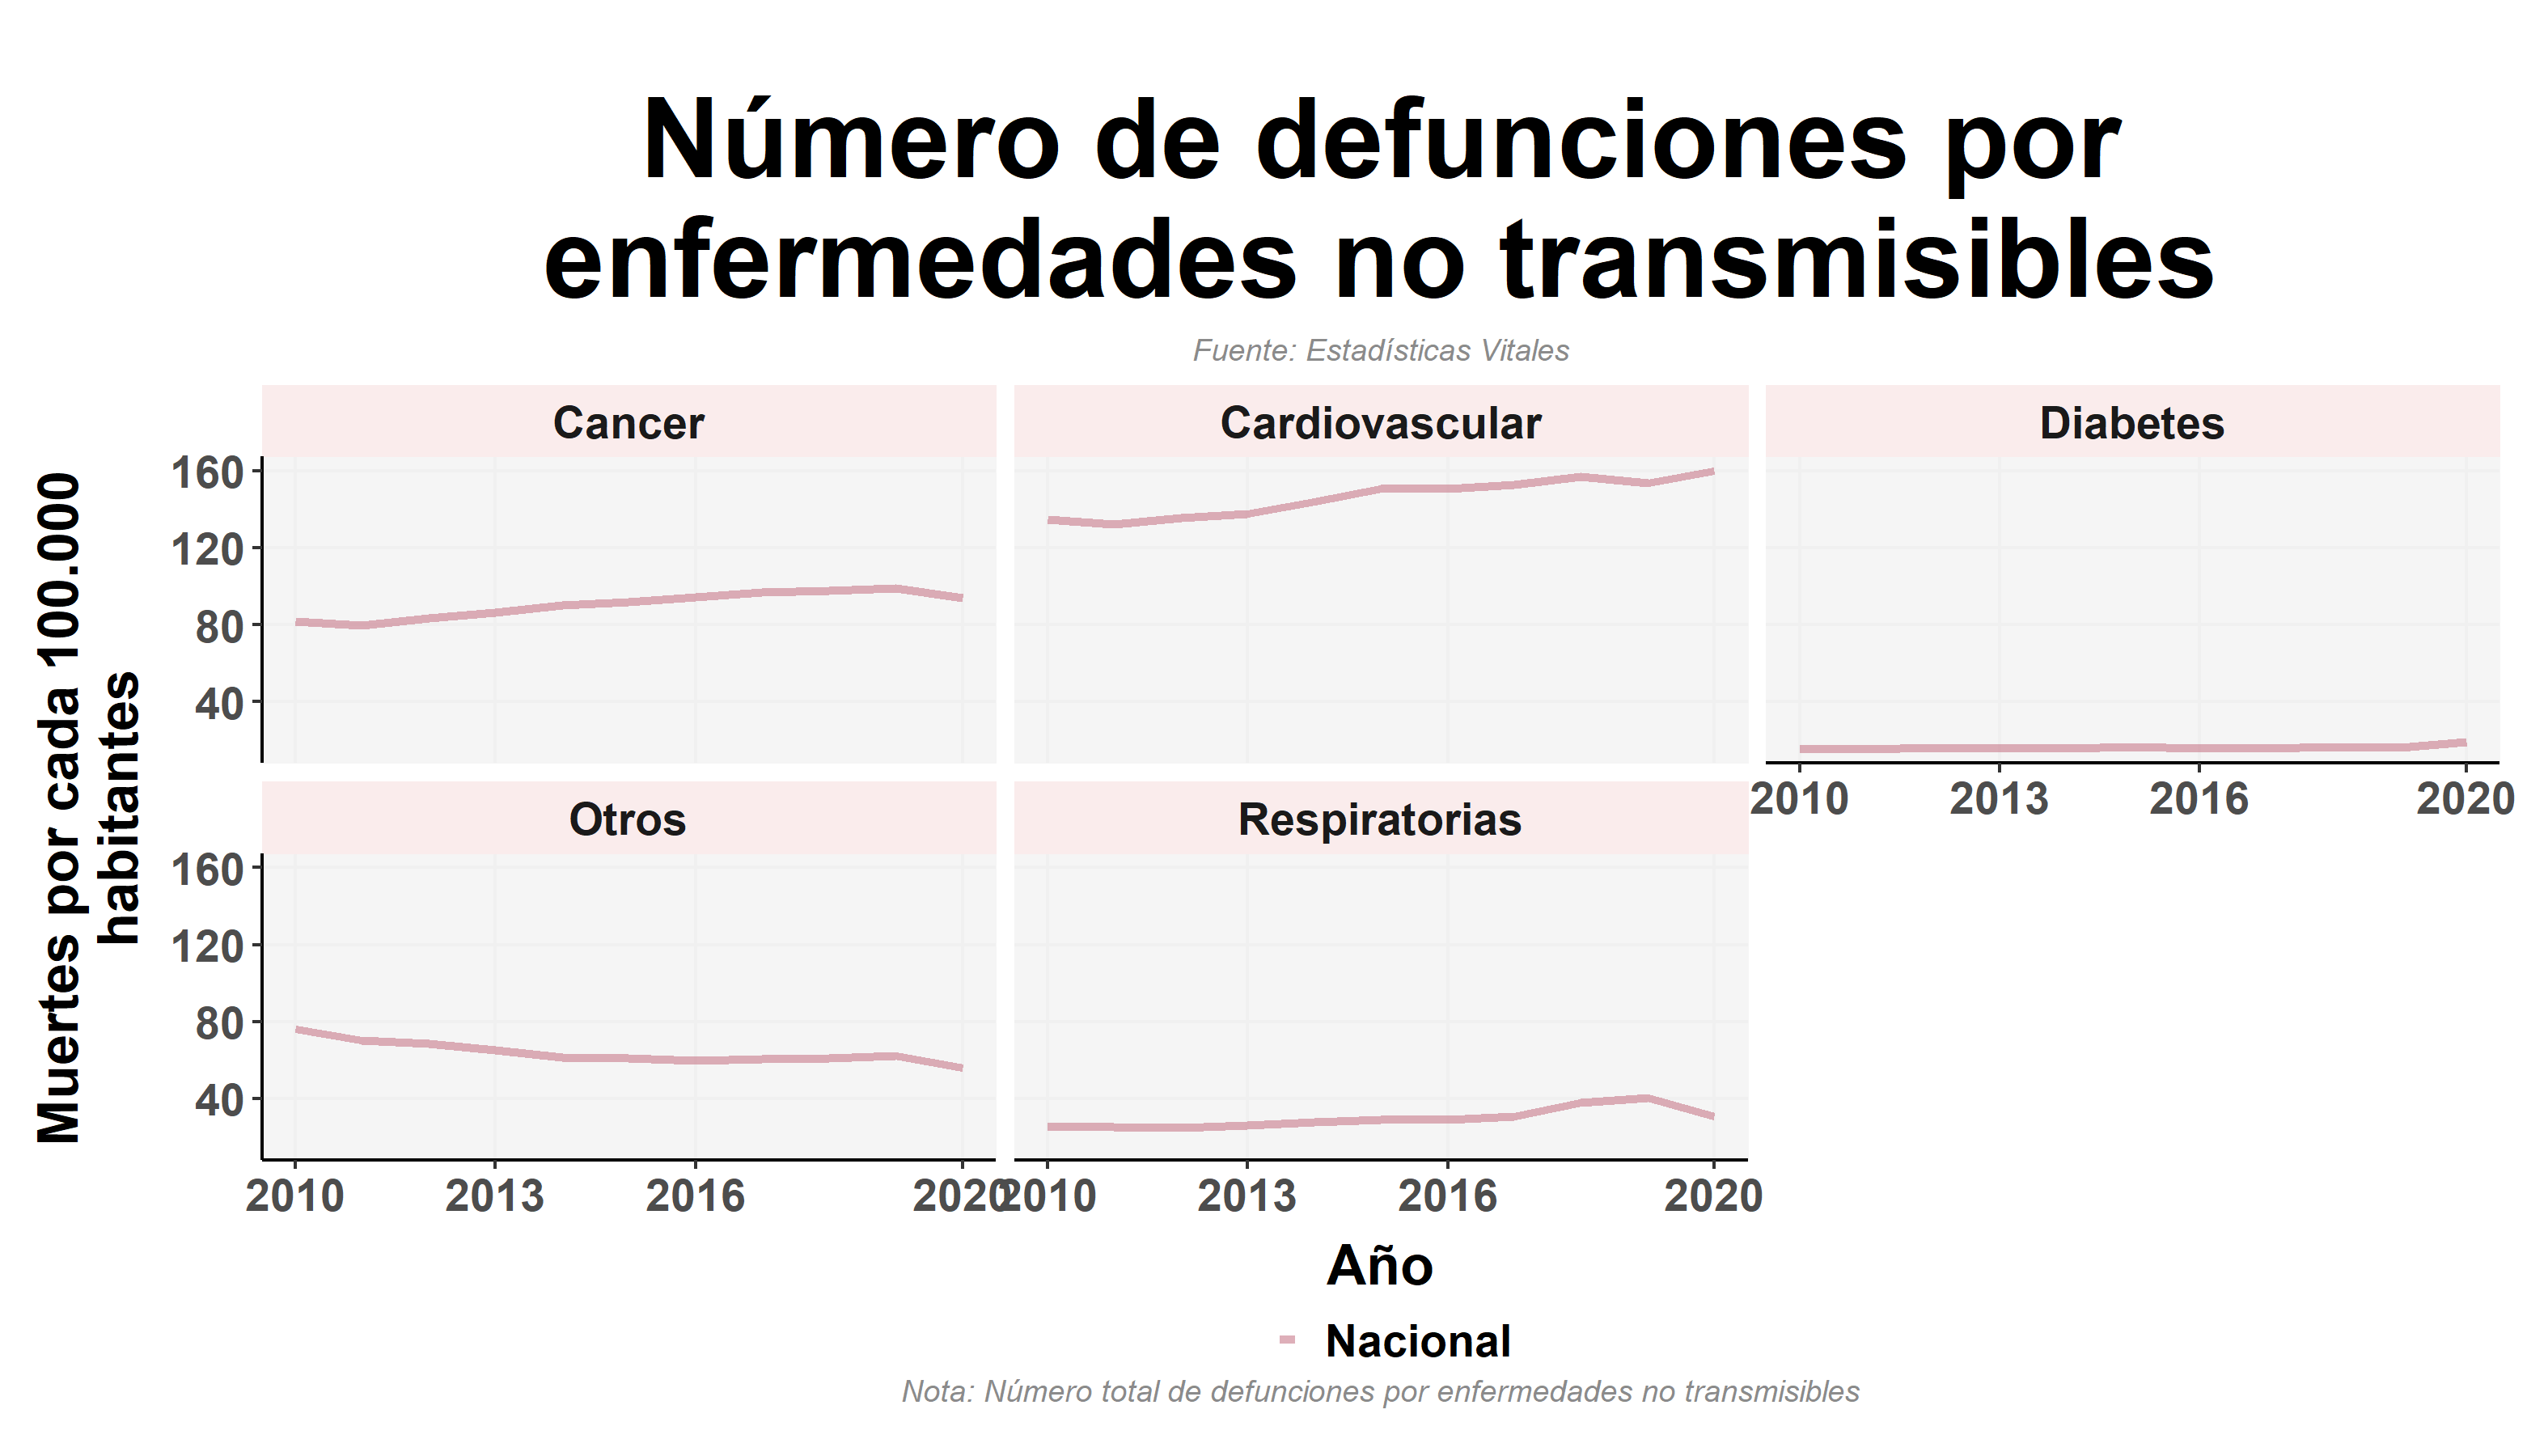 Número de defunciones por
enfermedades no transmisibles
Fuente: Estadísticas Vitales
Muertes por cada 100.000
habitantes
Cancer
Cardiovascular
Diabetes
160
120
80
40
2010 2013 2016 2020
Otros
Respiratorias
160
120
80
40
2010 2013 2016 2020
2010 2013 2016 2020
Año
Nacional
Nota: Número total de defunciones por enfermedades no transmisibles